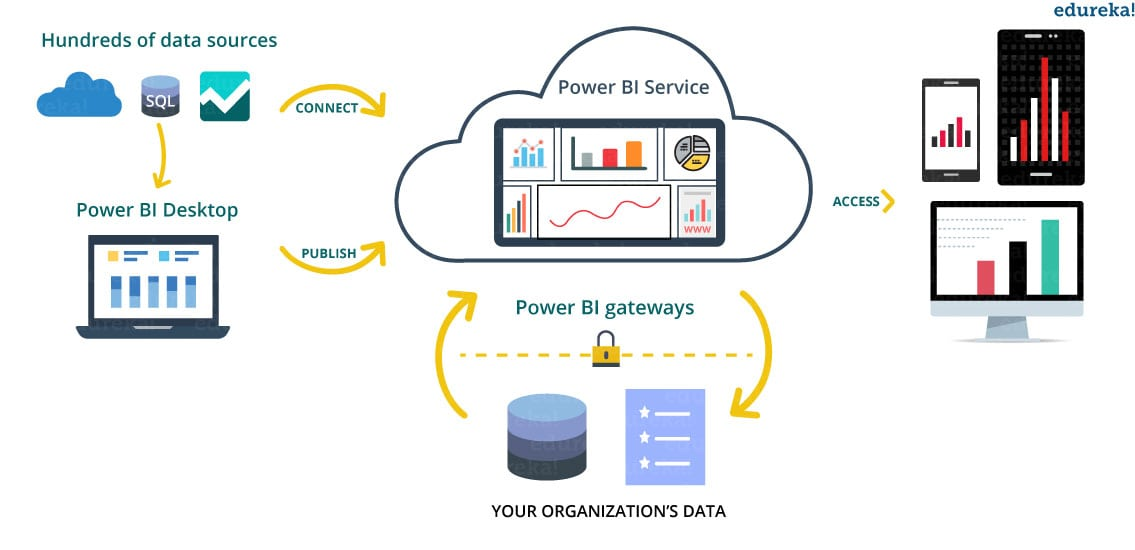 edureka!
Hundreds of data sources
SQL
CONNECT
Power BI Service
WWW
ACCESS
Power BI Desktop
PUBLISH
Power BI gateways
YOUR ORGANIZATION'S DATA